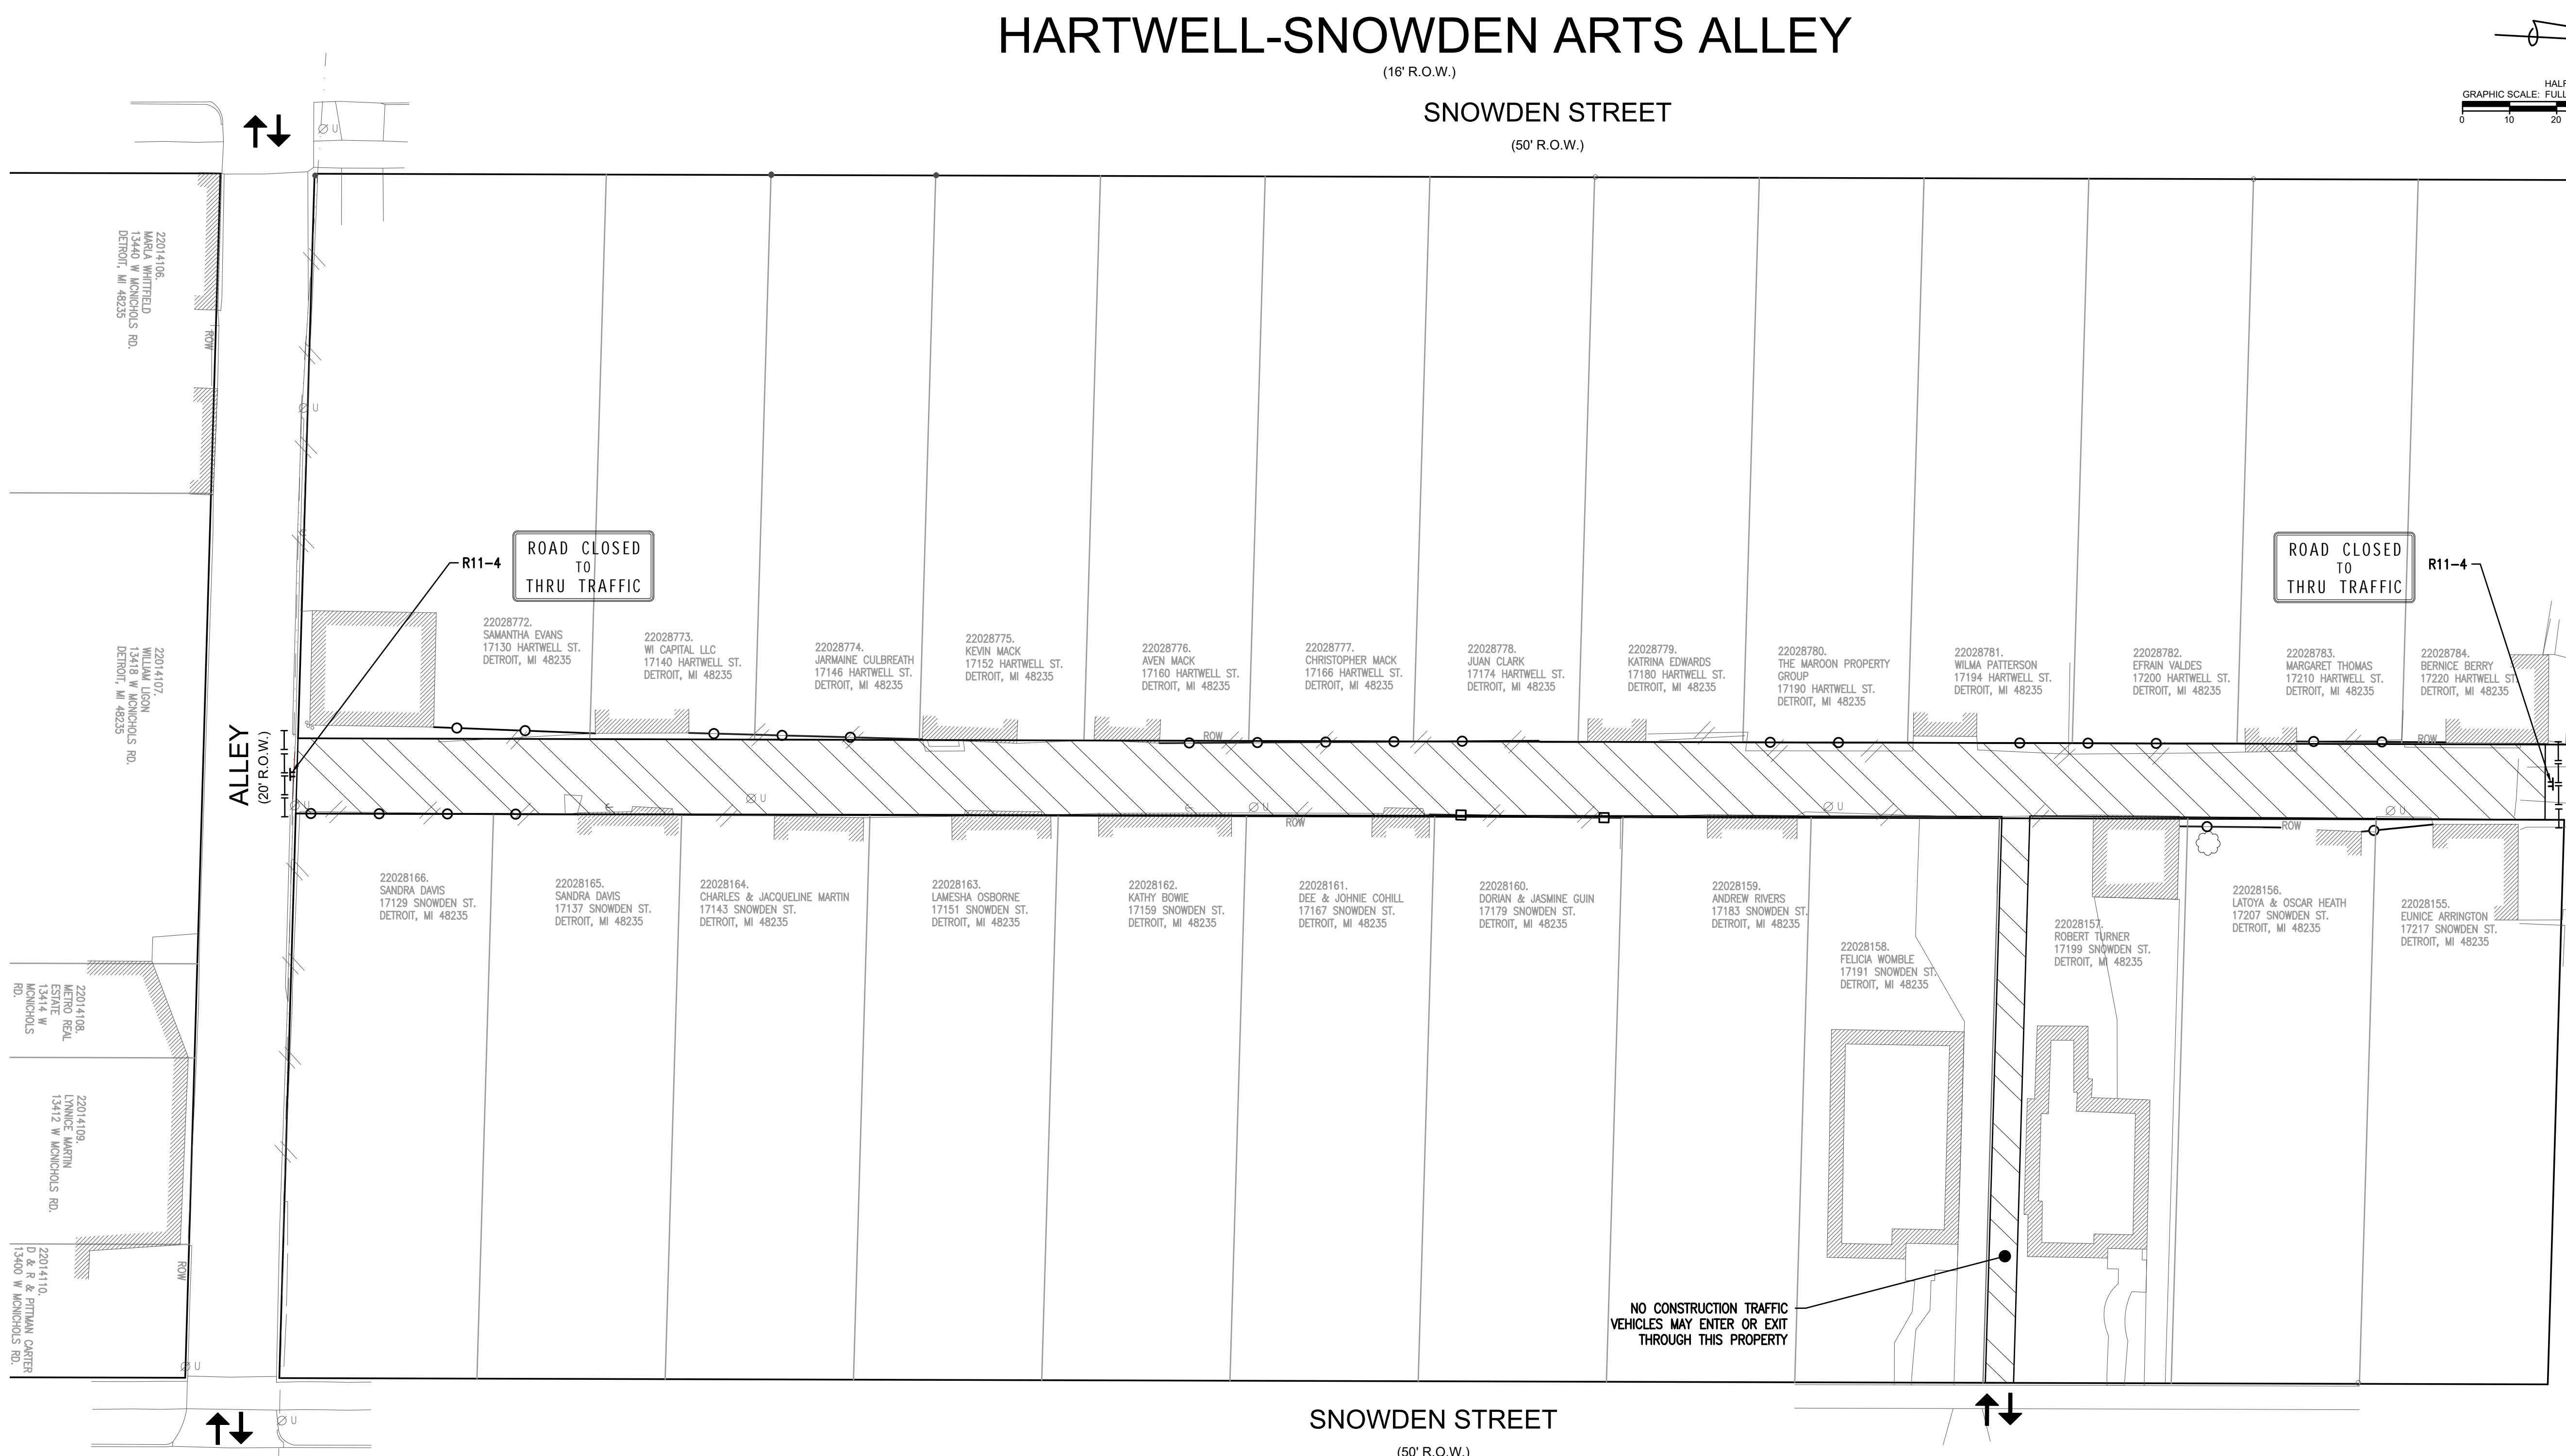 HARTWELL-SNOWDEN ARTS ALLEY
(16' R.O.W.)
SNOWDEN STREET
(50' R.O.W.)
HALF
GRAPHIC SCALE: FULL
0 10 20
U
22014106.
MARLA WHITTFIELD
13440 W MCNICHOLS RD.
DETROIT, MI 48235
ROW
U
R11-4
ROAD CLOSED
TO
THRU TRAFFIC
ROAD CLOSED
TO
THRU TRAFFIC
R11-4
22014107.
WILLIAM LIGON
13418 W MCNICHOLS RD.
DETROIT, MI 48235
22028772.
SAMANTHA EVANS
17130 HARTWELL ST.
DETROIT, MI 48235
22028773.
WI CAPITAL LLC
17140 HARTWELL ST.
DETROIT, MI 48235
22028774.
JARMAINE CULBREATH
17146 HARTWELL ST.
DETROIT, MI 48235
22028775.
KEVIN MACK
17152 HARTWELL ST.
DETROIT, MI 48235
22028776.
AVEN MACK
17160 HARTWELL ST.
DETROIT, MI 48235
22028777.
CHRISTOPHER MACK
17166 HARTWELL ST.
DETROIT, MI 48235
22028778.
JUAN CLARK
17174 HARTWELL ST.
DETROIT, MI 48235
22028779.
KATRINA EDWARDS
17180 HARTWELL ST.
DETROIT, MI 48235
22028780.
THE MAROON PROPERTY
GROUP
17190 HARTWELL ST.
DETROIT, MI 48235
22028781.
WILMA PATTERSON
17194 HARTWELL ST.
DETROIT, MI 48235
22028782.
EFRAIN VALDES
17200 HARTWELL ST.
DETROIT, MI 48235
22028783.
MARGARET THOMAS
17210 HARTWELL ST.
DETROIT, MI 48235
22028784.
BERNICE BERRY
17220 HARTWELL ST.
DETROIT, MI 48235
ROW
ROW
ALLEY
(20' R.O.W.)
U
U
U
U
U
ROW
ROW
22028166.
SANDRA DAVIS
17129 SNOWDEN ST.
DETROIT, MI 48235
22028165.
SANDRA DAVIS
17137 SNOWDEN ST.
DETROIT, MI 48235
22028164.
CHARLES & JACQUELINE MARTIN
17143 SNOWDEN ST.
DETROIT, MI 48235
22028163.
LAMESHA OSBORNE
17151 SNOWDEN ST.
DETROIT, MI 48235
22028162.
KATHY BOWIE
17159 SNOWDEN ST.
DETROIT, MI 48235
22028161.
DEE & JOHNIE COHILL
17167 SNOWDEN ST.
DETROIT, MI 48235
22028160.
DORIAN & JASMINE GUIN
17179 SNOWDEN ST.
DETROIT, MI 48235
22028159.
ANDREW RIVERS
17183 SNOWDEN ST.
DETROIT, MI 48235
22028158.
FELICIA WOMBLE
17191 SNOWDEN ST.
DETROIT, MI 48235
22028157.
ROBERT TURNER
17199 SNOWDEN ST.
DETROIT, MI 48235
22028156.
LATOYA & OSCAR HEATH
17207 SNOWDEN ST.
DETROIT, MI 48235
22028155.
EUNICE ARRINGTON
17217 SNOWDEN ST.
DETROIT, MI 48235
22014108.
METRO REAL
ESTATE
13414 W
MCNICHOLS
RD.
22014109.
LYNNICE MARTIN
13412 W MCNICHOLS RD.
22014110.
D & R & PITTMAN CARTER
13400 W MCNICHOLS RD.
ROW
NO CONSTRUCTION TRAFFIC
VEHICLES MAY ENTER OR EXIT
THROUGH THIS PROPERTY
U
U
SNOWDEN STREET
(50' R.O.W.)